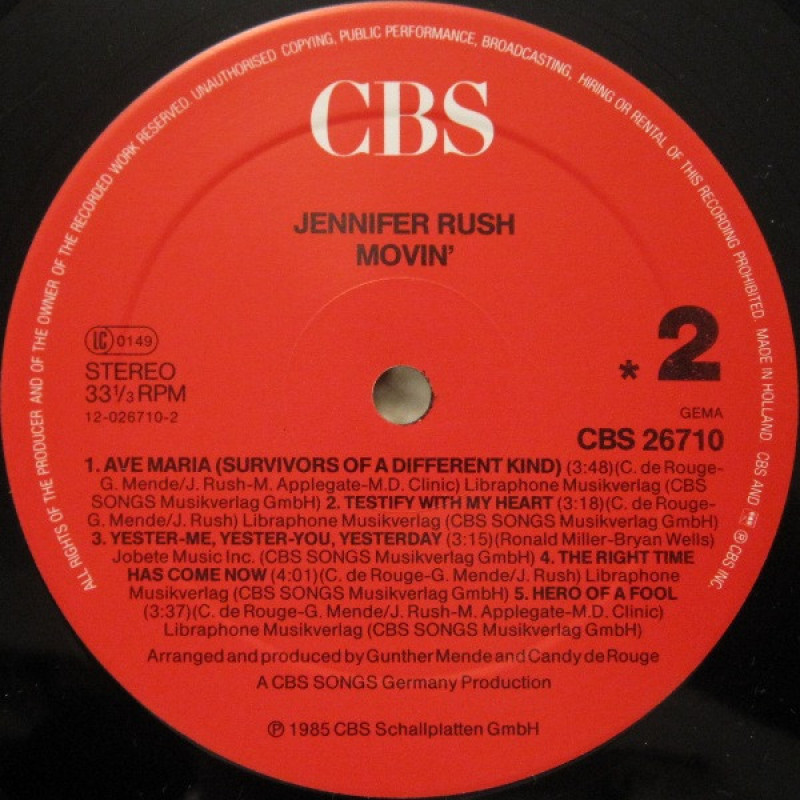 ALL RIGHTS OF THE PRODUCER AND OF THE OWNER OF THE RECORDED WORK RESERVED. UNAUTHORISED COPYING, PUBLIC PERFORMANCE, BROADCASTING, HIRING OR RENTAL OF THIS RECORDING PROHIBITED. MADE IN HOLLAND CBS AND ℗ CBS INC.
CBS
JENNIFER RUSH
MOVIN'
LC 0149
STEREO
33⅓ RPM
12-026710-2
* 2
GEMA
CBS 26710
1. AVE MARIA (SURVIVORS OF A DIFFERENT KIND) (3:48)(C. de Rouge-
G. Mende/J. Rush-M. Applegate-M.D. Clinic) Libraphone Musikverlag (CBS
SONGS Musikverlag GmbH) 2. TESTIFY WITH MY HEART (3:18)(C. de Rouge-
G. Mende/J. Rush) Libraphone Musikverlag (CBS SONGS Musikverlag GmbH)
3. YESTER-ME, YESTER-YOU, YESTERDAY (3:15)(Ronald Miller-Bryan Wells)
Jobete Music Inc. (CBS SONGS Musikverlag GmbH) 4. THE RIGHT TIME
HAS COME NOW (4:01)(C. de Rouge-G. Mende/J. Rush) Libraphone
Musikverlag (CBS SONGS Musikverlag GmbH) 5. HERO OF A FOOL
(3:37)(C. de Rouge-G. Mende/J. Rush-M. Applegate-M.D. Clinic)
Libraphone Musikverlag (CBS SONGS Musikverlag GmbH)
Arranged and produced by Gunther Mende and Candy de Rouge
A CBS SONGS Germany Production
℗ 1985 CBS Schallplatten GmbH